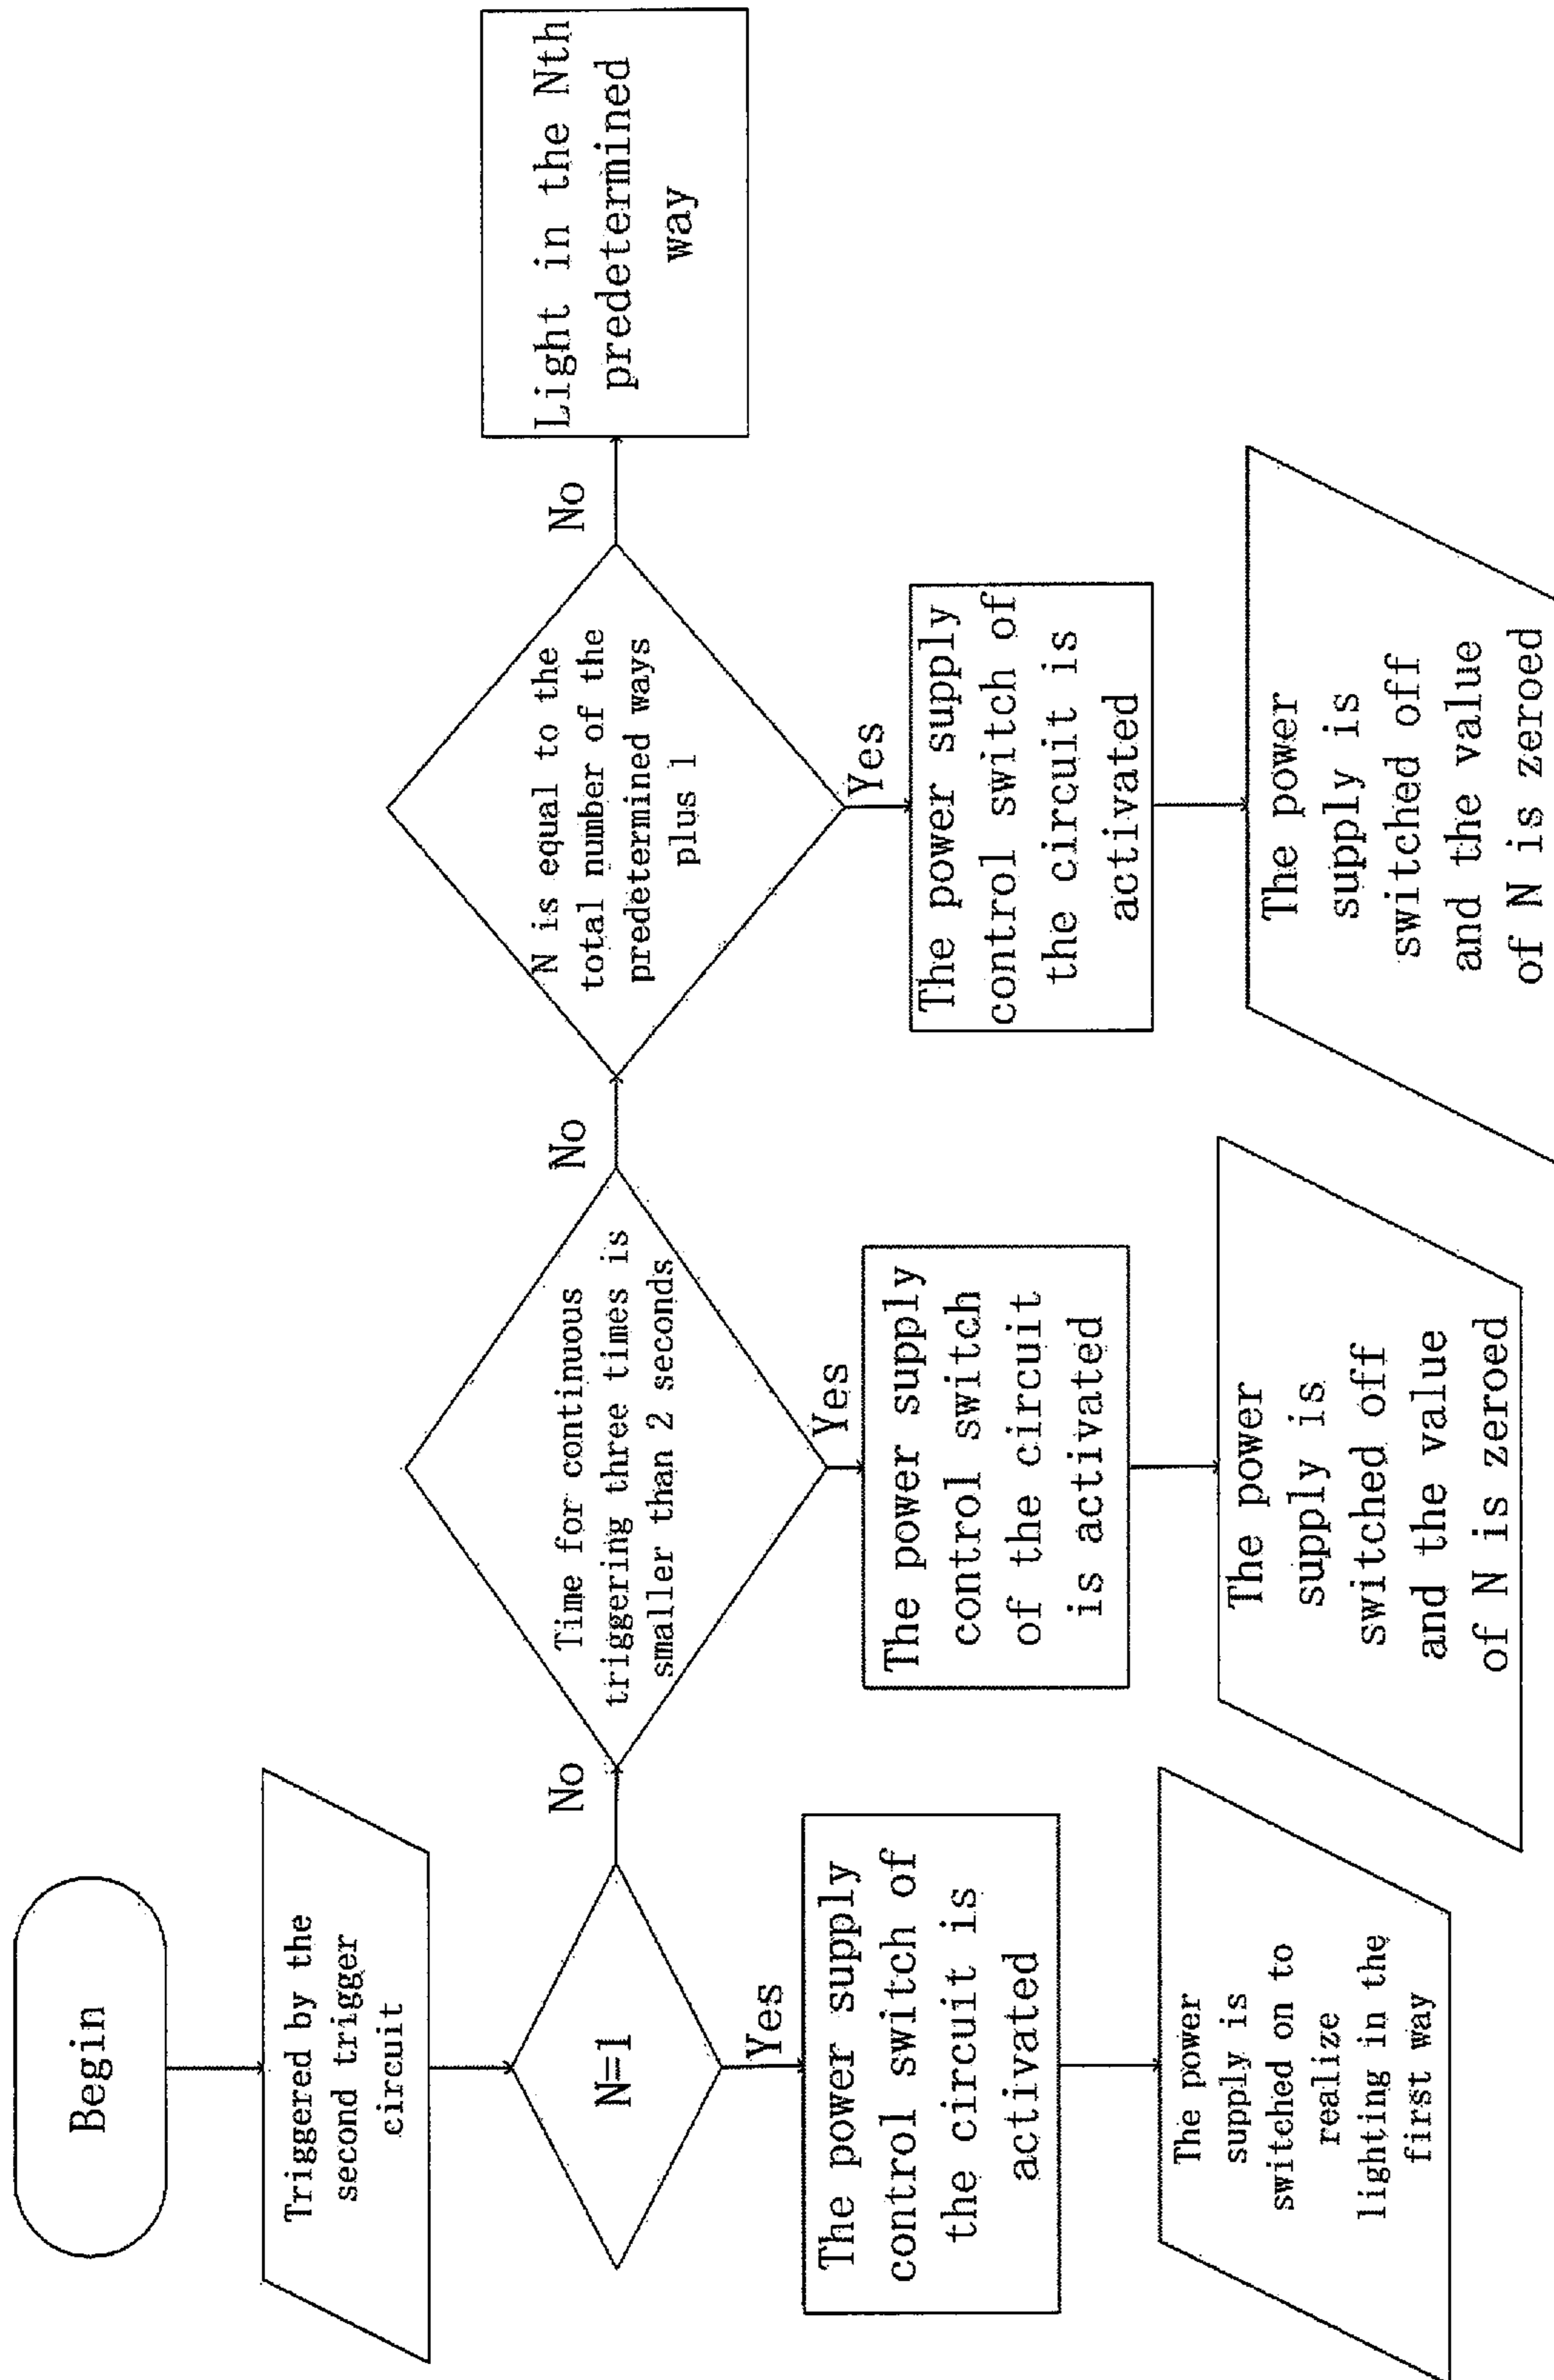 Begin
Triggered by the
second trigger
circuit
N=1
Yes
The power supply
control switch of
the circuit is
activated
The power
supply is
switched on to
realize
lighting in the
first way
No
Time for continuous
triggering three times is
smaller than 2 seconds
Yes
The power supply
control switch
of the circuit
is activated
The power
supply is
switched off
and the value
of N is zeroed
No
N is equal to the
total number of the
predetermined ways
plus 1
Yes
The power supply
control switch of
the circuit is
activated
The power
supply is
switched off
and the value
of N is zeroed
No
Light in the Nth
predetermined
way